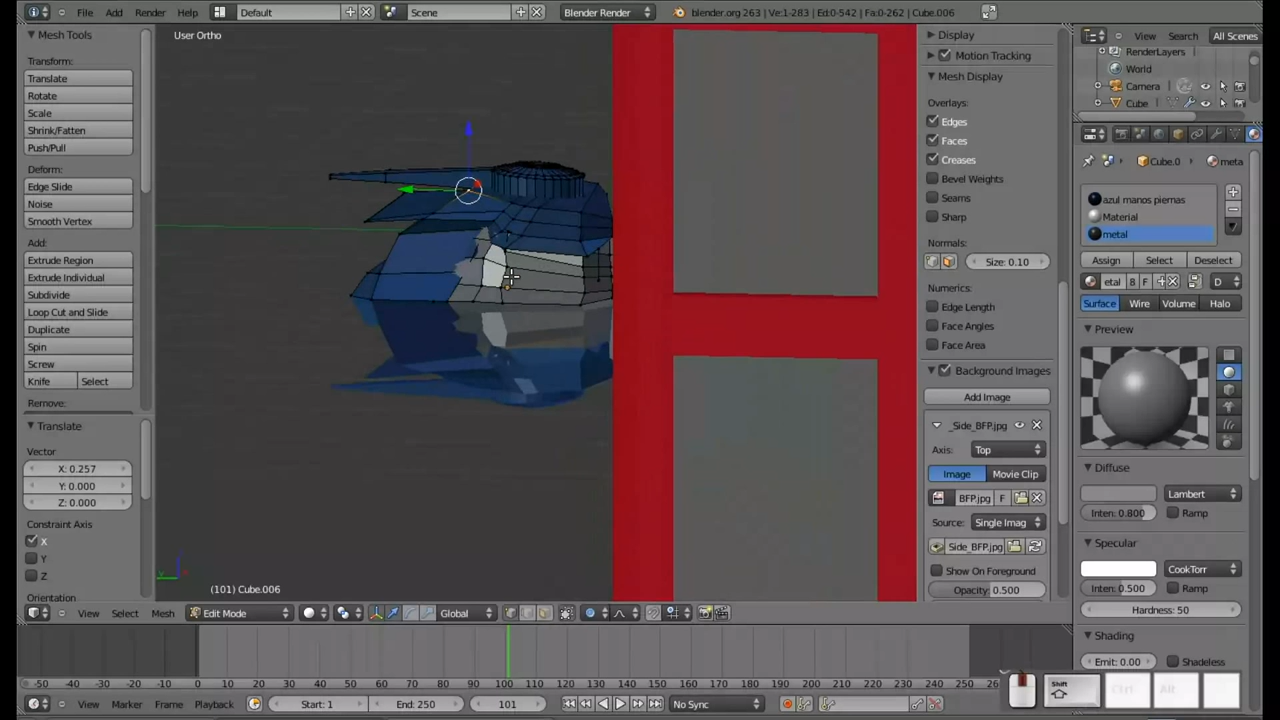 File Add Render Help Default Scene Blender Render blender.org 263 | Ve:1-283 | Ed:0-542 | Fa:0-262 | Cube.006
Mesh Tools
Transform:
Translate
Rotate
Scale
Shrink/Fatten
Push/Pull
Deform:
Edge Slide
Noise
Smooth Vertex
Add:
Extrude Region
Extrude Individual
Subdivide
Loop Cut and Slide
Duplicate
Spin
Screw
Knife Select
Remove:
Translate
Vector
X: 0.257
Y: 0.000
Z: 0.000
Constraint Axis
X
Y
Z
Orientation
User Ortho
(101) Cube.006
View Select Mesh Edit Mode Global
Display
Motion Tracking
Mesh Display
Overlays:
Edges
Faces
Creases
Bevel Weights
Seams
Sharp
Normals:
Size: 0.10
Numerics:
Edge Length
Face Angles
Face Area
Background Images
Add Image
_Side_BFP.jpg
Axis: Top
Image Movie Clip
BFP.jpg F
Source: Single Imag
Side_BFP.jpg
Show On Foreground
Opacity: 0.500
View Search All Scenes
RenderLayers
World
Camera
Cube
Cube.0 meta
azul manos piernas
Material
metal
Assign Select Deselect
etal 8 F D
Surface Wire Volume Halo
Preview
Diffuse
Lambert
Inten: 0.800 Ramp
Specular
CookTorr
Inten: 0.500 Ramp
Hardness: 50
Shading
Emit: 0.00 Shadeless
Shift Ctrl Alt
-50 -40 -30 -20 -10 0 10 20 30 40 50 60 70 80 90 100 110 120 130 140 150 160 170 180 190 200 210 220 230 240 250
View Marker Frame Playback Start: 1 End: 250 101 No Sync